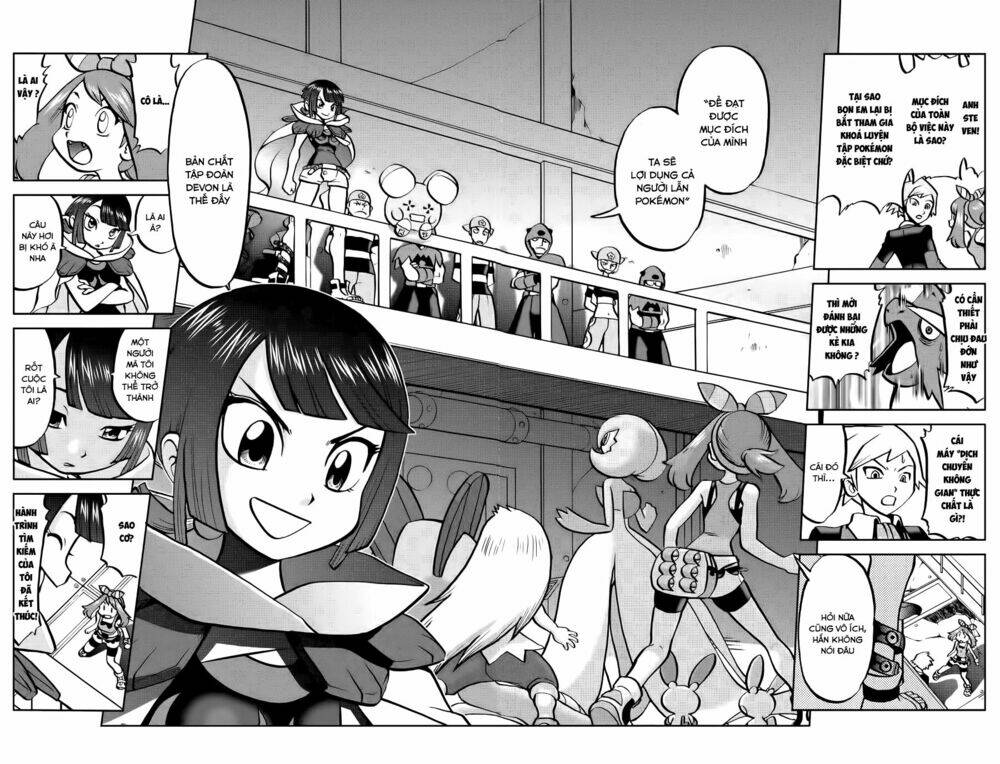 ANH
STE
VEN!
MỤC ĐÍCH
CỦA TOÀN
BỘ VIỆC NÀY
LÀ SAO?
TẠI SAO
BỌN EM LẠI BỊ
BẮT THAM GIA
KHOÁ LUYỆN
TẬP POKÉMON
ĐẶC BIỆT CHỨ?
CÓ CẦN
THIẾT
PHẢI
CHỊU ĐAU
ĐỚN NHƯ
VẬY
THÌ MỚI
ĐÁNH BẠI
ĐƯỢC NHỮNG
KẺ KIA KHÔNG?
CÁI
MÁY "DỊCH
CHUYỂN
KHÔNG
GIAN" THỰC
CHẤT LÀ
GÌ?!
CÁI ĐÓ
THÌ...
HỎI NỮA
CŨNG VÔ ÍCH,
HẮN KHÔNG
NÓI ĐÂU
"ĐỂ ĐẠT
ĐƯỢC
MỤC ĐÍCH
CỦA MÌNH
TA SẼ
LỢI DỤNG CẢ
NGƯỜI LẪN
POKÉMON"
BẢN CHẤT
TẬP ĐOÀN
DEVON LÀ
THẾ ĐẤY
CÔ LÀ...
LÀ AI
VẬY?
LÀ AI
Á?
CÂU
NÀY HƠI
BỊ KHÓ Á
NHA
MỘT
NGƯỜI
MÀ TÔI
KHÔNG
THỂ TRỞ
THÀNH
RỐT
CUỘC
TÔI LÀ
AI?
SAO
CƠ?
HÀNH
TRÌNH TÌM
KIẾM CỦA
TÔI ĐÃ
KẾT
THÚC!